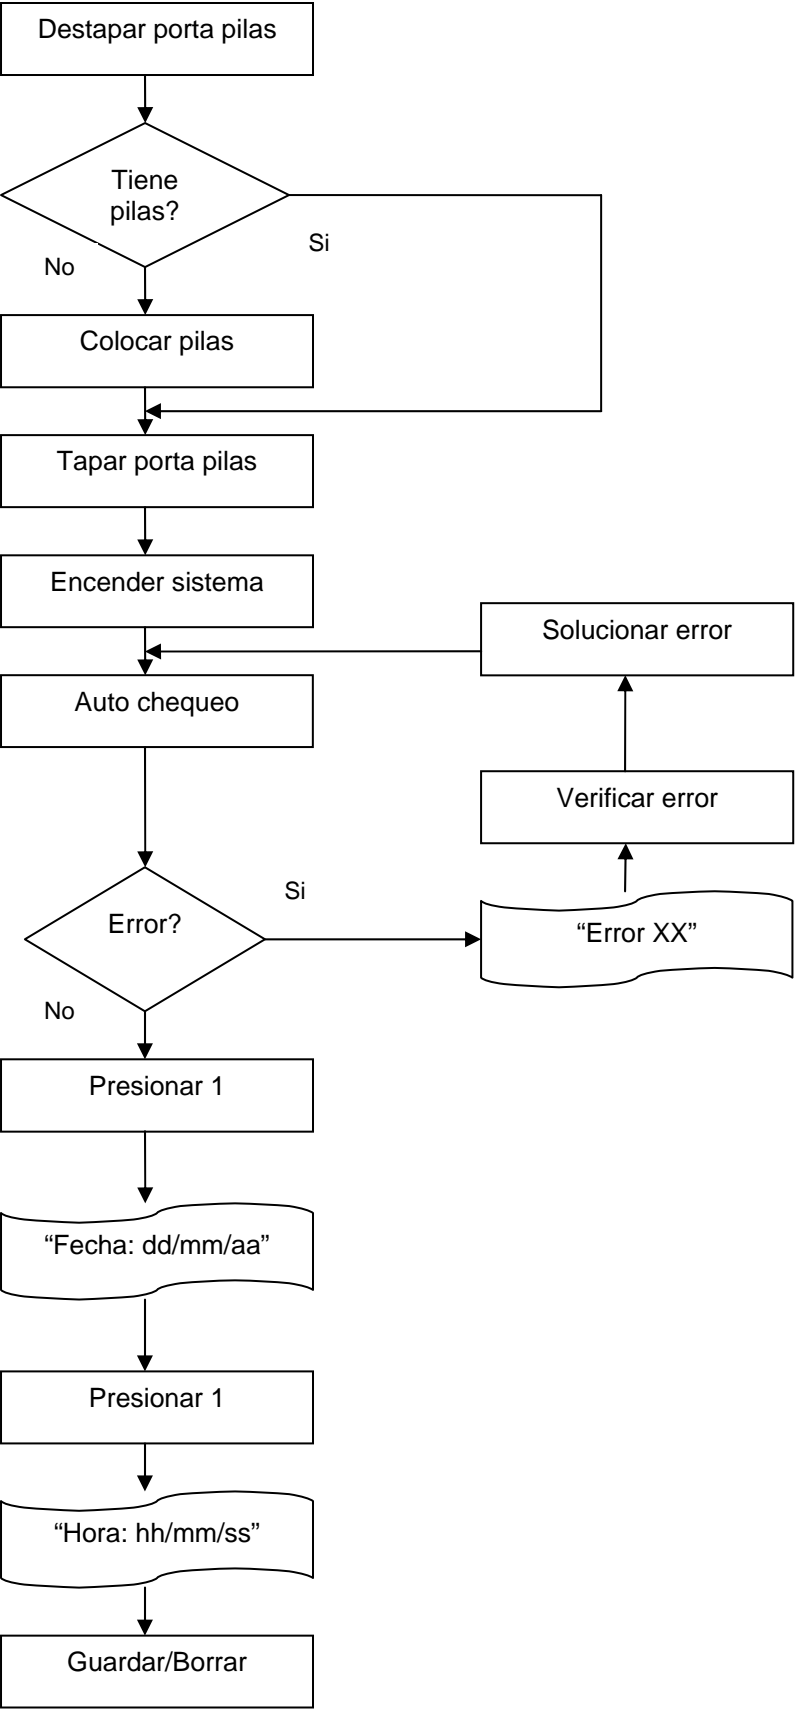 Destapar porta pilas
Tiene
pilas?
Si
No
Colocar pilas
Tapar porta pilas
Encender sistema
Solucionar error
Auto chequeo
Verificar error
Si
Error?
“Error XX”
No
Presionar 1
“Fecha: dd/mm/aa”
Presionar 1
“Hora: hh/mm/ss”
Guardar/Borrar